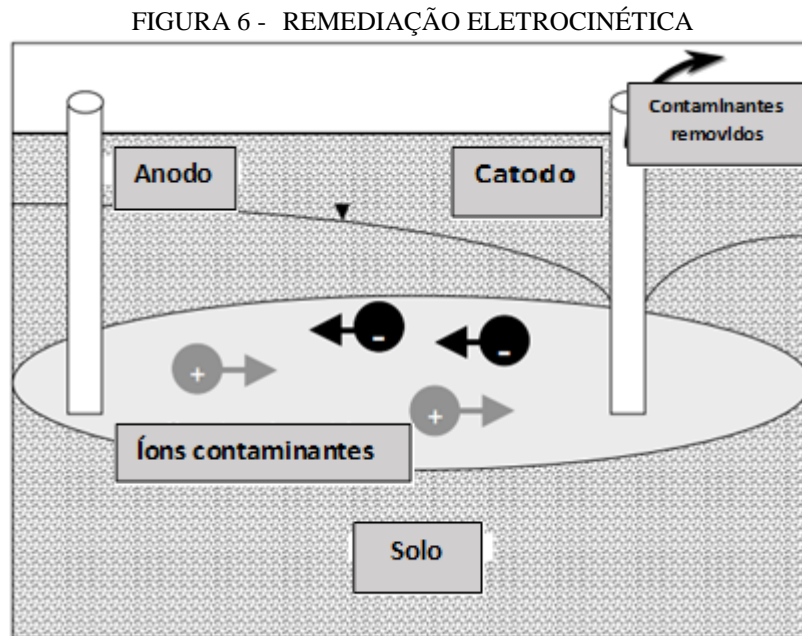 FIGURA 6 - REMEDIAÇÃO ELETROCINÉTICA
Contaminantes
removidos
Anodo
Catodo
-
-
+
+
Íons contaminantes
Solo